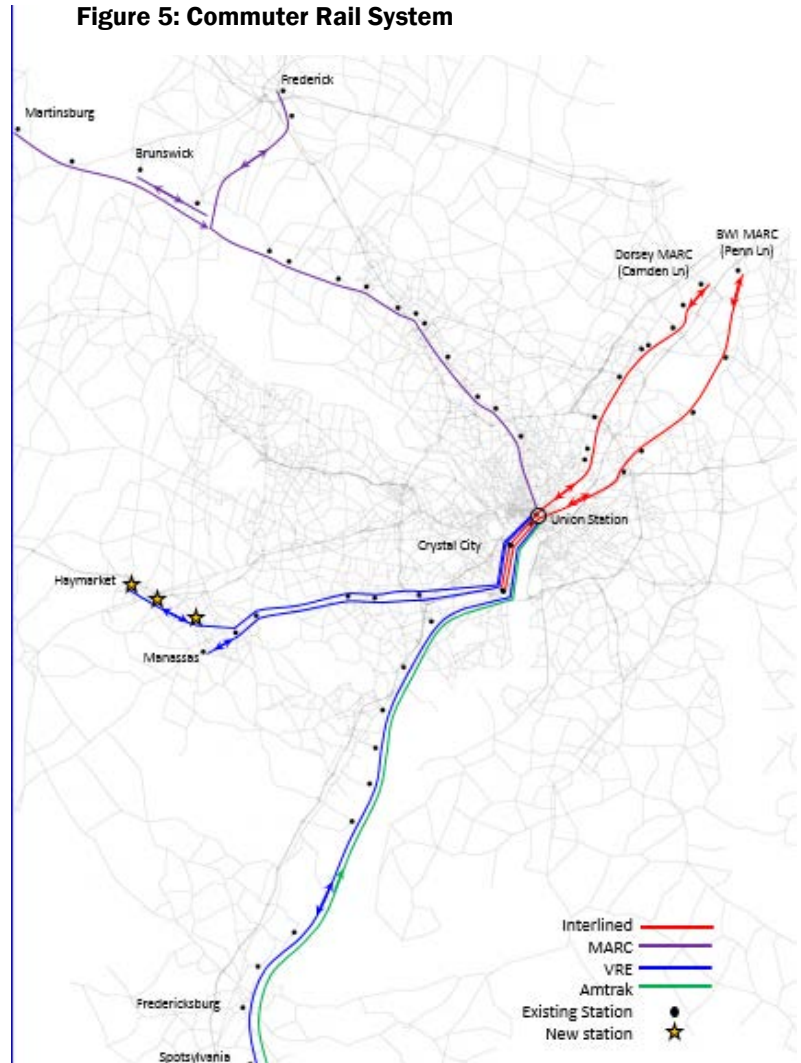 Figure 5: Commuter Rail System
Frederick
Martinsburg
Brunswick
BWI MARC
(Penn Ln)
Dorsey MARC
(Camden Ln)
Union Station
Crystal City
Haymarket
Manassas
Interlined
MARC
VRE
Amtrak
Existing Station
New station
Fredericksburg
Spotsylvania